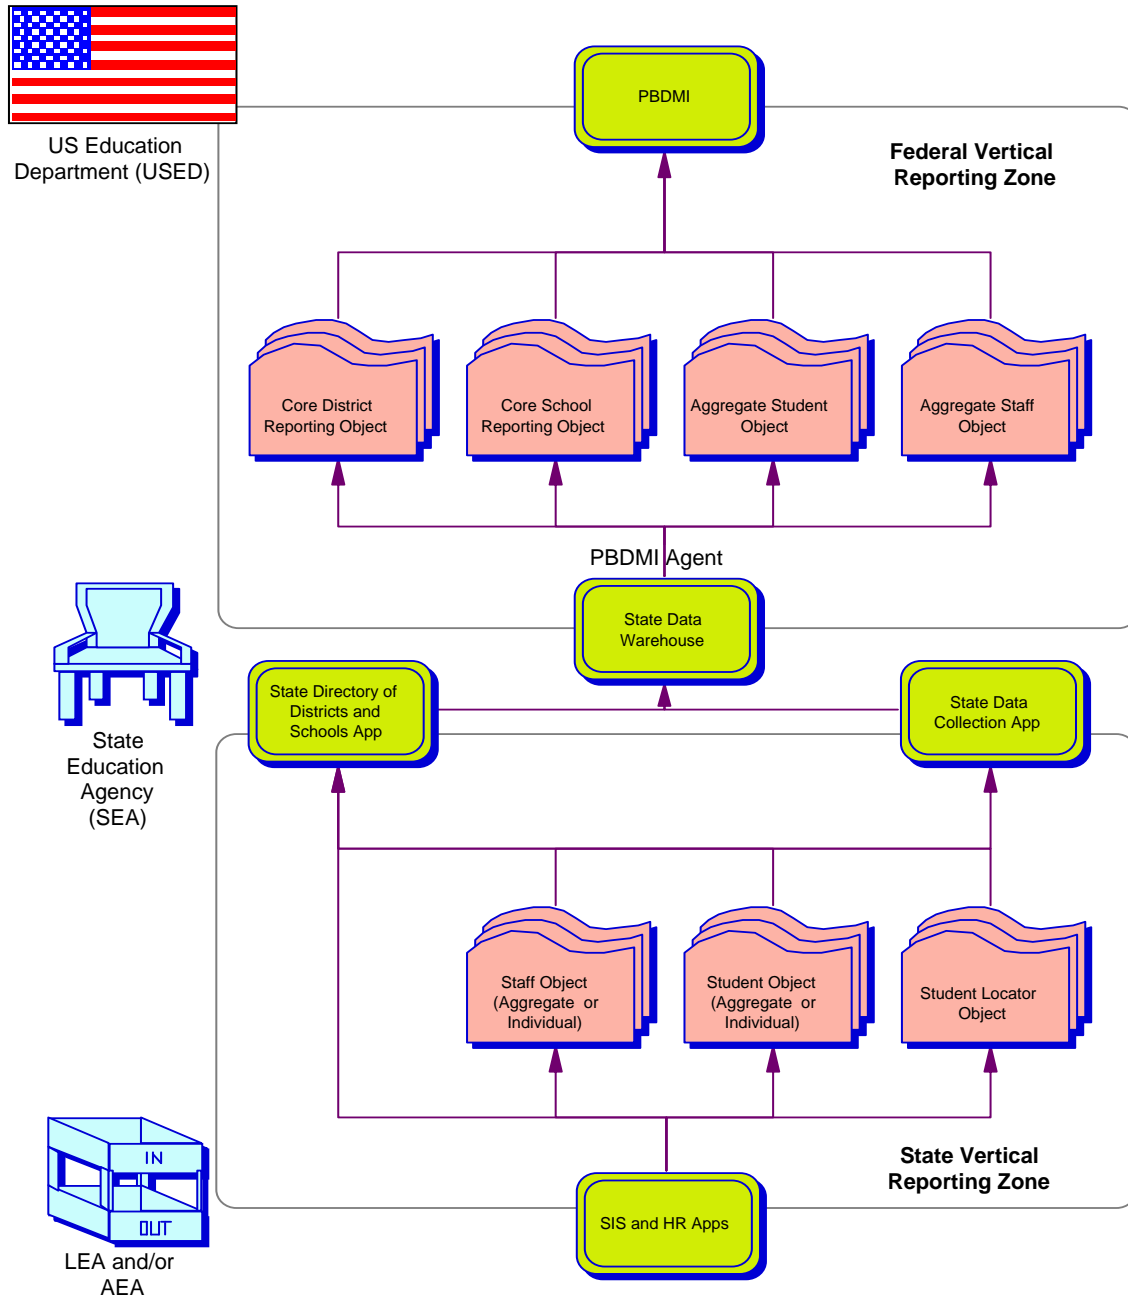 PBDMI
US Education
Department (USED)
Federal Vertical
Reporting Zone
Core District
Reporting Object
Core School
Reporting Object
Aggregate Student
Object
Aggregate Staff
Object
PBDMI Agent
State Data
Warehouse
State Directory of
Districts and
Schools App
State Data
Collection App
State
Education
Agency
(SEA)
Staff Object
(Aggregate or
Individual)
Student Object
(Aggregate or
Individual)
Student Locator
Object
IN
OUT
State Vertical
Reporting Zone
SIS and HR Apps
LEA and/or
AEA